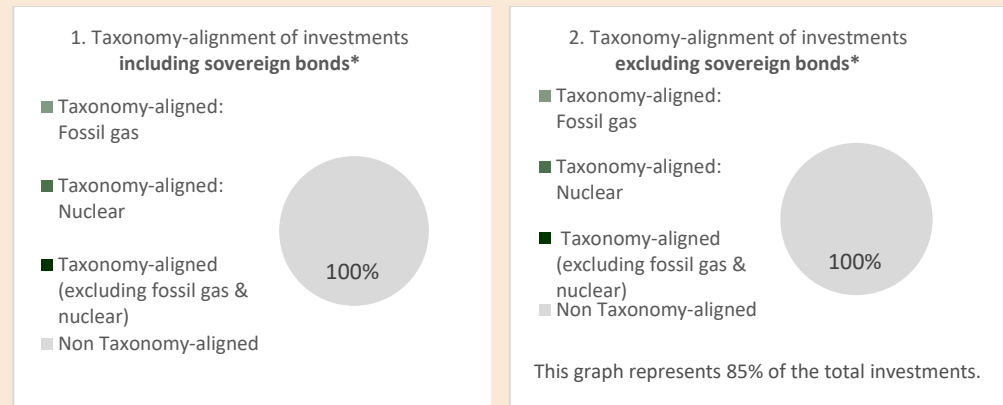 1. Taxonomy-alignment of investments
including sovereign bonds*
Taxonomy-aligned:
Fossil gas
Taxonomy-aligned:
Nuclear
Taxonomy-aligned
(excluding fossil gas &
nuclear)
Non Taxonomy-aligned
100%
2. Taxonomy-alignment of investments
excluding sovereign bonds*
Taxonomy-aligned:
Fossil gas
Taxonomy-aligned:
Nuclear
Taxonomy-aligned
(excluding fossil gas &
nuclear)
Non Taxonomy-aligned
100%
This graph represents 85% of the total investments.